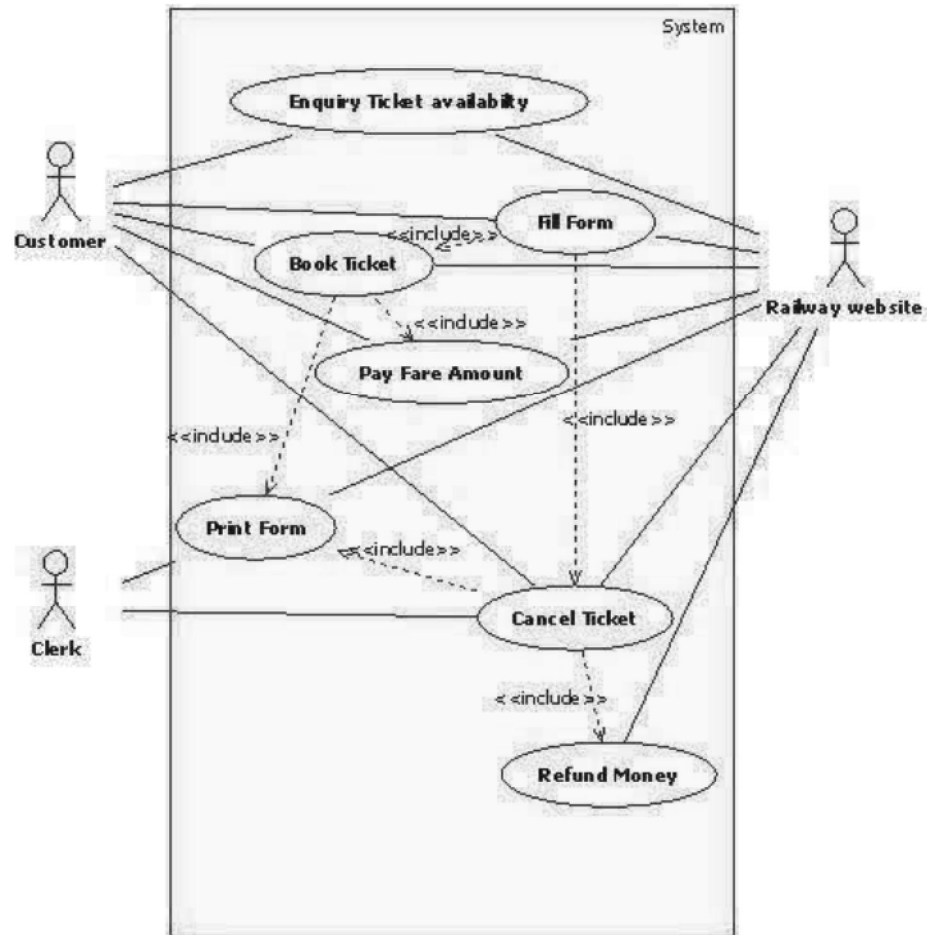 System
Enquiry Ticket availabilty
Fill Form
Customer
<<include>>
Book Ticket
Railway website
<<include>>
Pay Fare Amount
<<include>>
<<include>>
Print Form
<<include>>
Cancel Ticket
Clerk
<<include>>
Refund Money